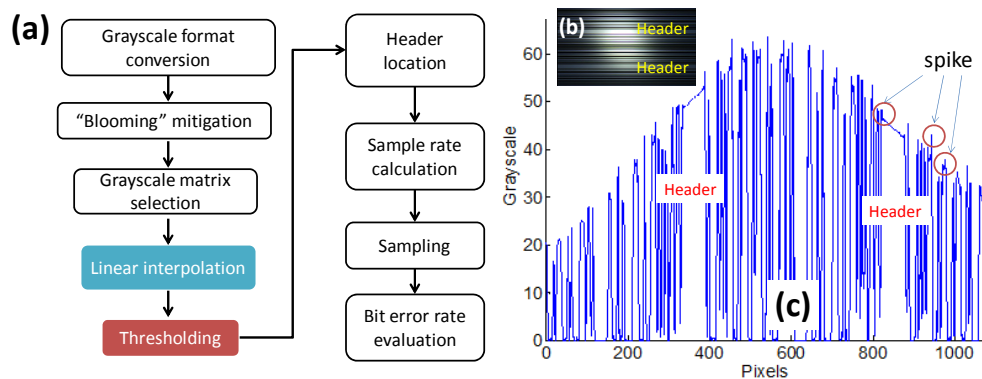 (a)
Grayscale format
conversion
“Blooming” mitigation
Grayscale matrix
selection
Linear interpolation
Thresholding
Header
location
Sample rate
calculation
Sampling
Bit error rate
evaluation
(b)
Header
Header
spike
Header
Header
(c)
Grayscale
60
50
40
30
20
10
0
0
200
400
600
800
1000
Pixels